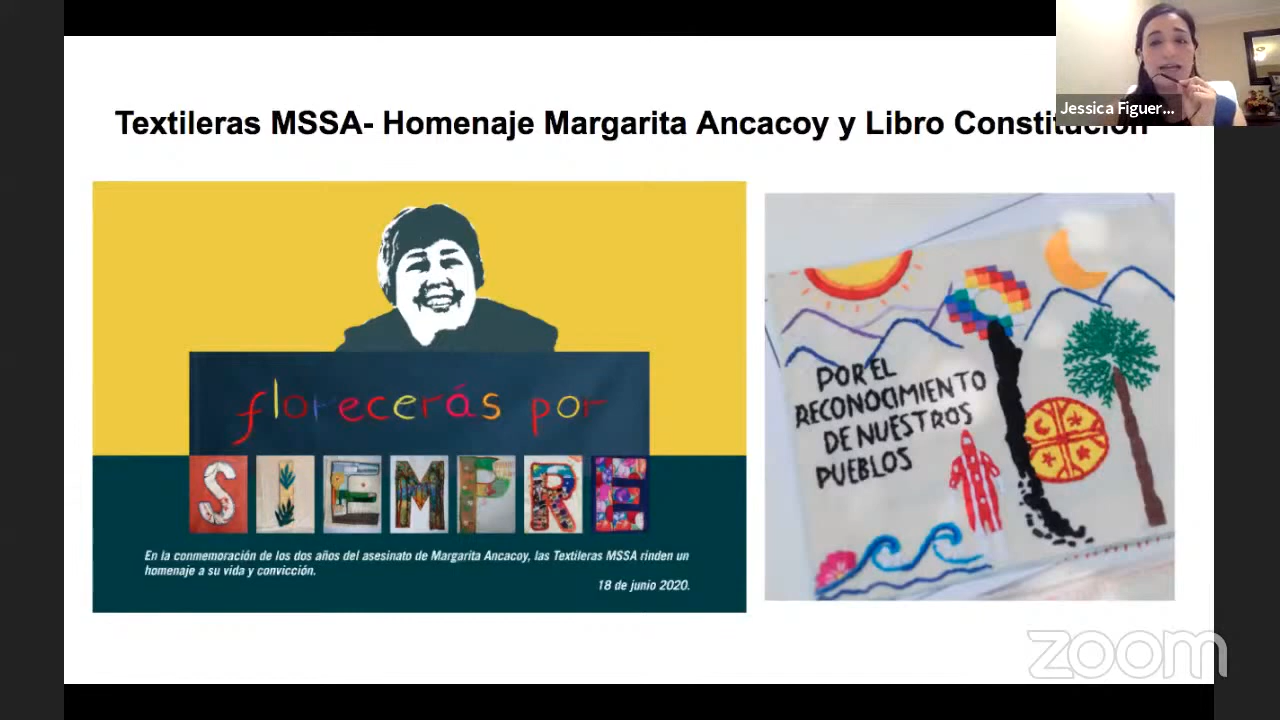 Jessica Figuer...
Textileras MSSA- Homenaje Margarita Ancacoy y Libro Constitución
florecerás por
SIEMPRE
En la conmemoración de los dos años del asesinato de Margarita Ancacoy, las Textileras MSSA rinden un
homenaje a su vida y convicción.
18 de junio 2020.
POR EL
RECONOCIMIENTO
DE NUESTROS
PUEBLOS
zoom